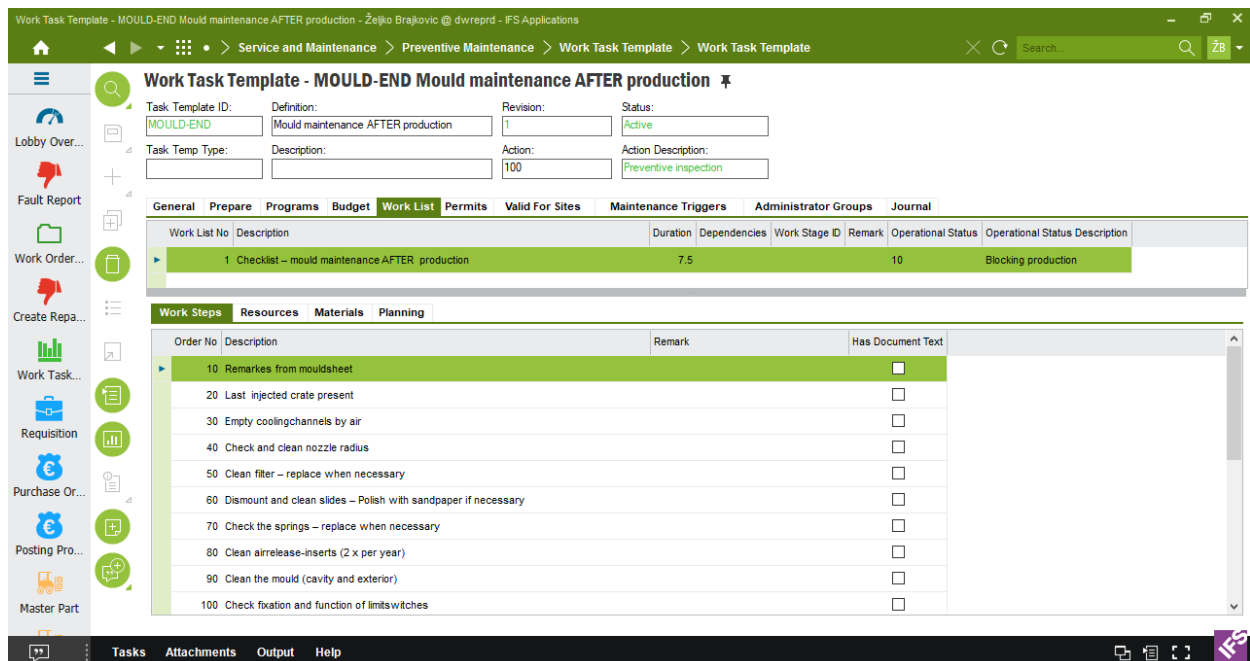 Work Task Template - MOULD-END Mould maintenance AFTER production - Željko Brajkovic @ dwreprd - IFS Applications
Service and Maintenance > Preventive Maintenance > Work Task Template > Work Task Template
Search...
ŽB
Work Task Template - MOULD-END Mould maintenance AFTER production
Task Template ID: Definition: Revision: Status:
MOULD-END Mould maintenance AFTER production 1 Active
Task Temp Type: Description: Action: Action Description:
100 Preventive inspection
Lobby Over...
Fault Report
Work Order...
Create Repa...
Work Task...
Requisition
Purchase Or...
Posting Pro...
Master Part
General Prepare Programs Budget Work List Permits Valid For Sites Maintenance Triggers Administrator Groups Journal
Work List No Description Duration Dependencies Work Stage ID Remark Operational Status Operational Status Description
1 Checklist – mould maintenance AFTER production 7.5 10 Blocking production
Work Steps Resources Materials Planning
Order No Description Remark Has Document Text
10 Remarkes from mouldsheet
20 Last injected crate present
30 Empty coolingchannels by air
40 Check and clean nozzle radius
50 Clean filter – replace when necessary
60 Dismount and clean slides – Polish with sandpaper if necessary
70 Check the springs – replace when necessary
80 Clean airrelease-inserts (2 x per year)
90 Clean the mould (cavity and exterior)
100 Check fixation and function of limitswitches
Tasks Attachments Output Help
IFS